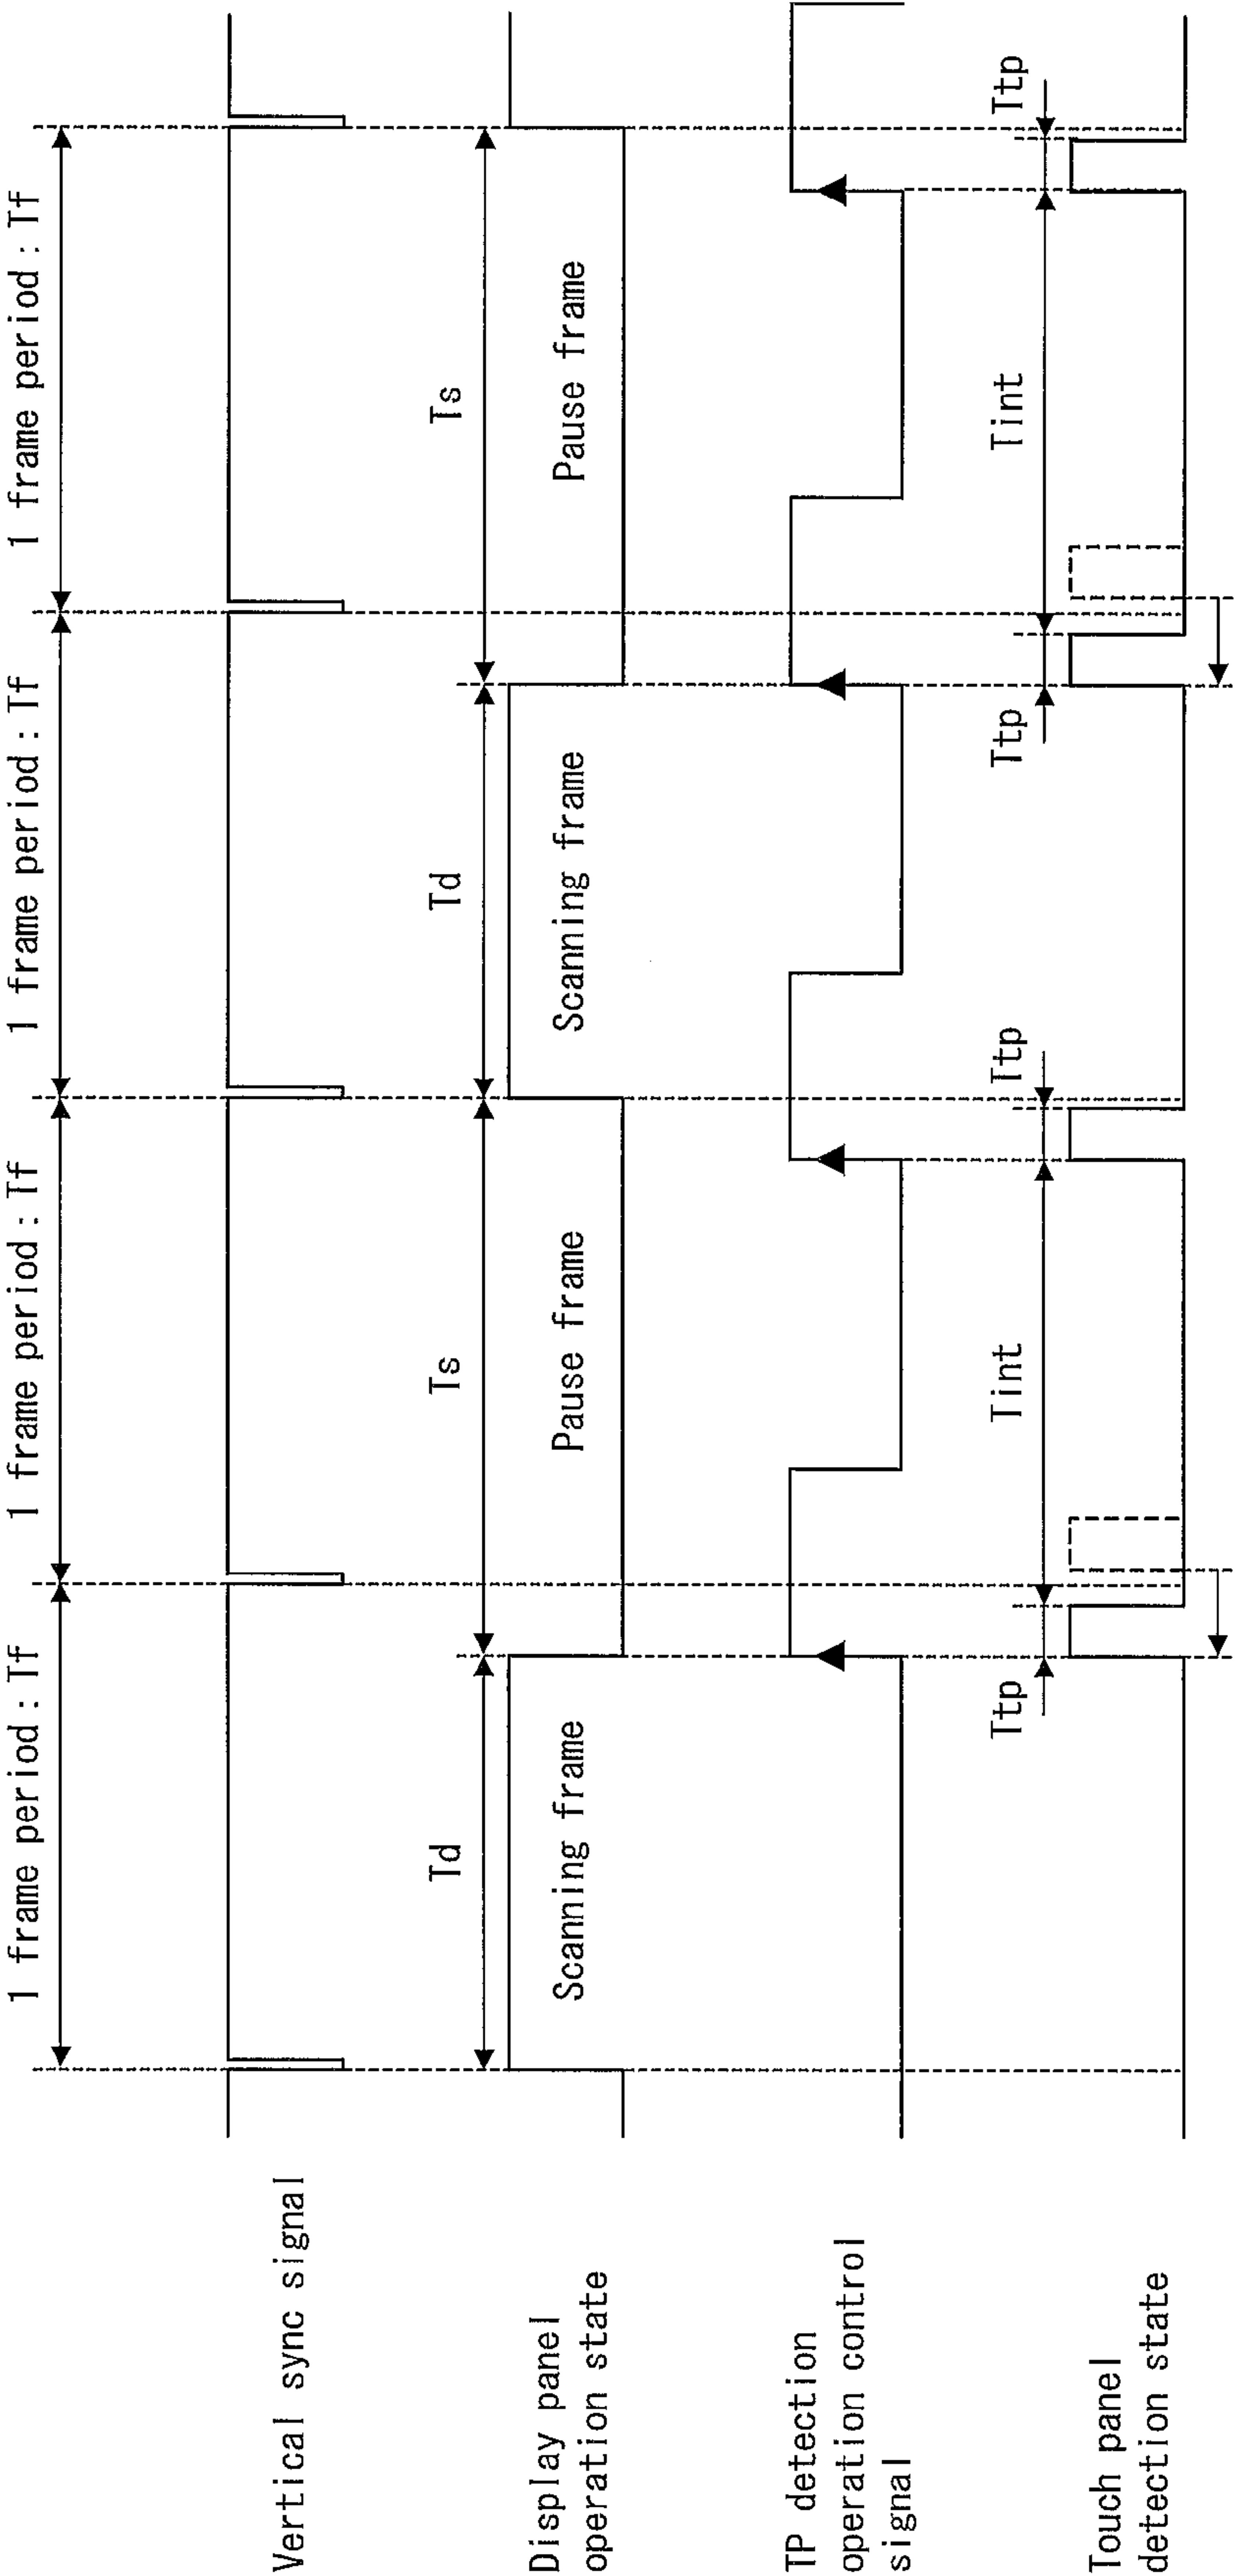 1 frame period : Tf
1 frame period : Tf
1 frame period : Tf
1 frame period : Tf
Vertical sync signal
Td
Ts
Td
Ts
Display panel
operation state
Scanning frame
Pause frame
Scanning frame
Pause frame
TP detection
operation control
signal
Ttp
Tint
Ttp
Ttp
Tint
Ttp
Touch panel
detection state